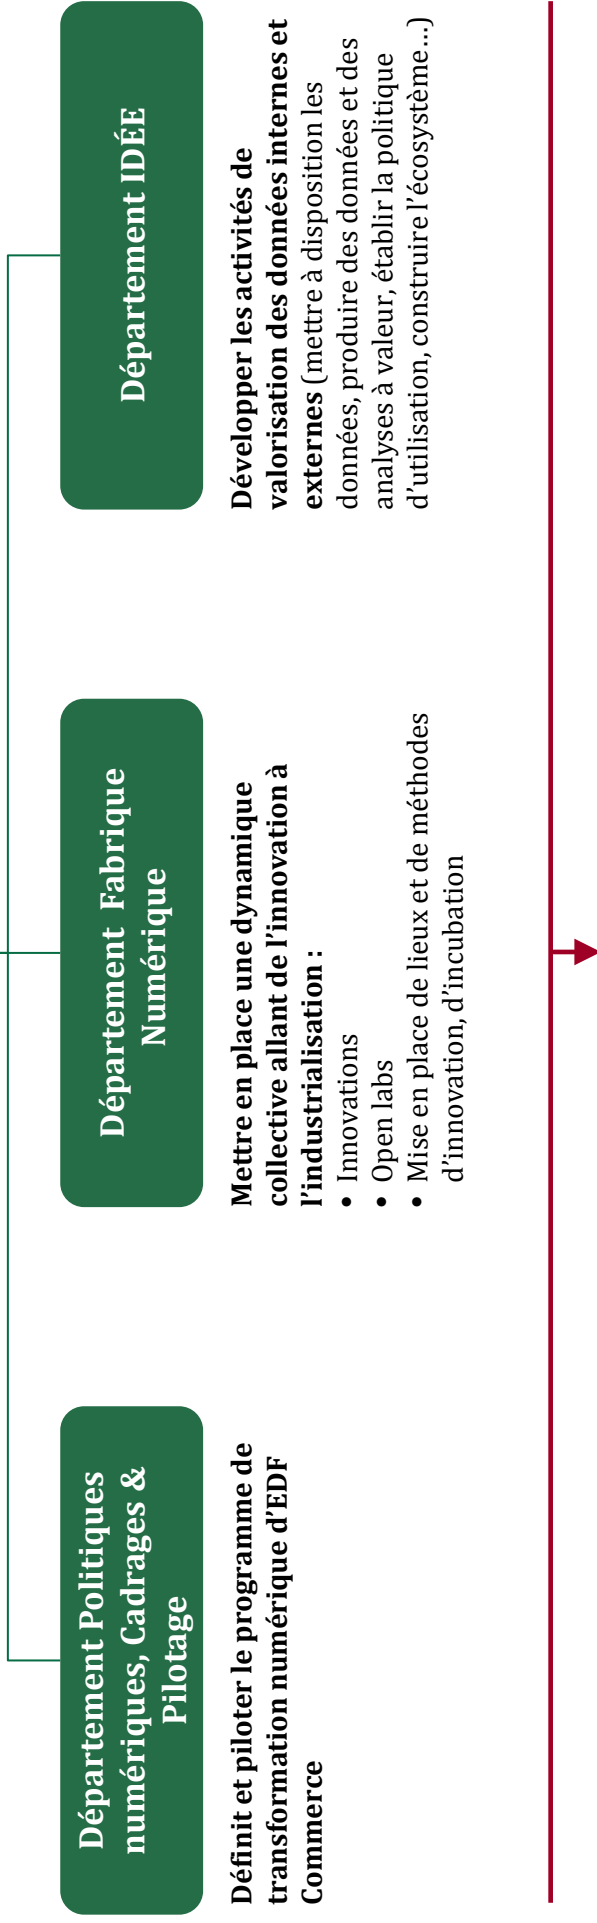 Département Politiques
numériques, Cadrages &
Pilotage
Définit et piloter le programme de
transformation numérique d'EDF
Commerce
Département Fabrique
Numérique
Mettre en place une dynamique
collective allant de l'innovation à
l'industrialisation :
• Innovations
• Open labs
• Mise en place de lieux et de méthodes
d'innovation, d'incubation
Département IDÉE
Développer les activités de
valorisation des données internes et
externes (mettre à disposition les
données, produire des données et des
analyses à valeur, établir la politique
d'utilisation, construire l'écosystème...)